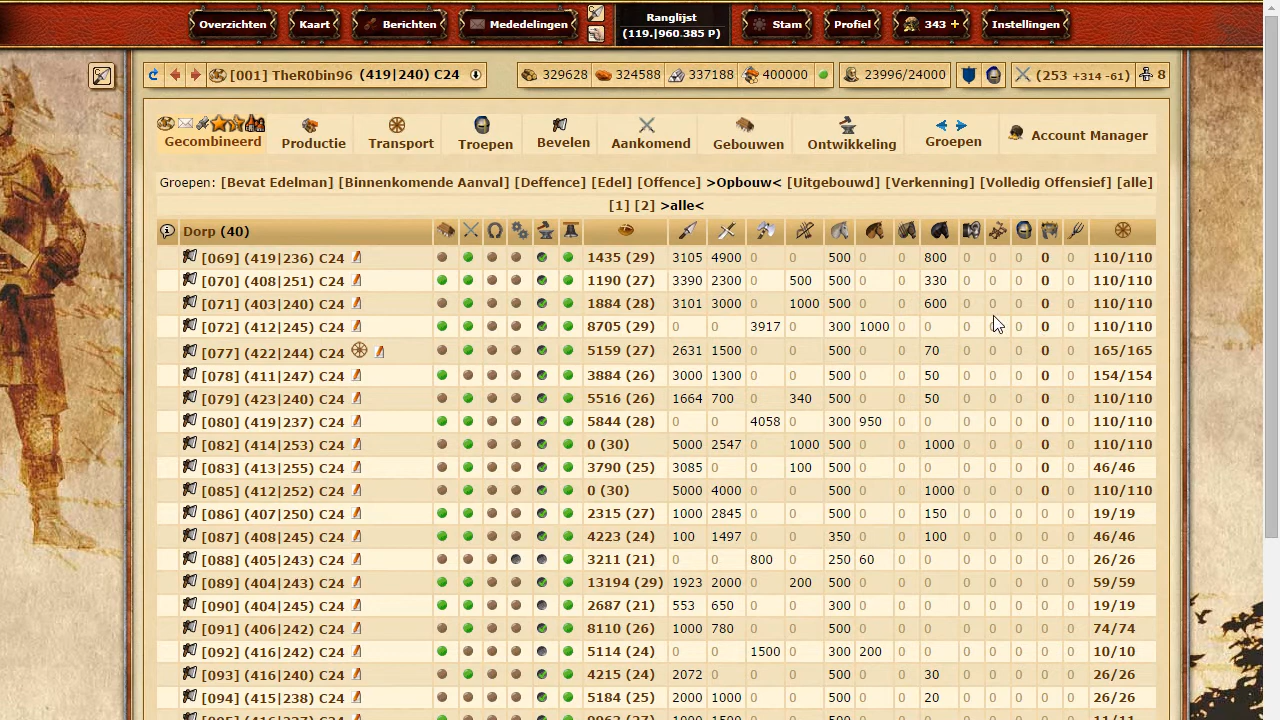 Overzichten Kaart Berichten Mededelingen Ranglijst (119.|960.385 P) Stam Profiel 343 + Instellingen
[001] TheR0bin96 (419|240) C24 329628 324588 337188 400000 23996/24000 (253 +314 -61) 8
Gecombineerd Productie Transport Troepen Bevelen Aankomend Gebouwen Ontwikkeling Groepen Account Manager
Groepen: [Bevat Edelman] [Binnenkomende Aanval] [Deffence] [Edel] [Offence] >Opbouw< [Uitgebouwd] [Verkenning] [Volledig Offensief] [alle]
[1] [2] >alle<
Dorp (40)
[069] (419|236) C24 1435 (29) 3105 4900 0 0 500 0 0 800 0 0 0 0 0 110/110
[070] (408|251) C24 1190 (27) 3390 2300 0 500 500 0 0 330 0 0 0 0 0 110/110
[071] (403|240) C24 1884 (28) 3101 3000 0 1000 500 0 0 600 0 0 0 0 0 110/110
[072] (412|245) C24 8705 (29) 0 0 3917 0 300 1000 0 0 0 0 0 0 0 110/110
[077] (422|244) C24 5159 (27) 2631 1500 0 0 500 0 0 70 0 0 0 0 0 165/165
[078] (411|247) C24 3884 (26) 3000 1300 0 0 500 0 0 50 0 0 0 0 0 154/154
[079] (423|240) C24 5516 (26) 1664 700 0 340 500 0 0 50 0 0 0 0 0 110/110
[080] (419|237) C24 5844 (28) 0 0 4058 0 300 950 0 0 0 0 0 0 0 110/110
[082] (414|253) C24 0 (30) 5000 2547 0 1000 500 0 0 1000 0 0 0 0 0 110/110
[083] (413|255) C24 3790 (25) 3085 0 0 100 500 0 0 0 0 0 0 0 0 46/46
[085] (412|252) C24 0 (30) 5000 4000 0 0 500 0 0 1000 0 0 0 0 0 110/110
[086] (407|250) C24 2315 (27) 1000 2845 0 0 500 0 0 150 0 0 0 0 0 19/19
[087] (408|245) C24 4223 (24) 100 1497 0 0 350 0 0 100 0 0 0 0 0 46/46
[088] (405|243) C24 3211 (21) 0 0 800 0 250 60 0 0 0 0 0 0 0 26/26
[089] (404|243) C24 13194 (29) 1923 2000 0 200 500 0 0 0 0 0 0 0 0 59/59
[090] (404|245) C24 2687 (21) 553 650 0 0 300 0 0 0 0 0 0 0 0 19/19
[091] (406|242) C24 8110 (26) 1000 780 0 0 500 0 0 0 0 0 0 0 0 74/74
[092] (416|242) C24 5114 (24) 0 0 1500 0 300 200 0 0 0 0 0 0 0 10/10
[093] (416|240) C24 4215 (24) 2072 0 0 0 500 0 0 30 0 0 0 0 0 26/26
[094] (415|238) C24 5184 (25) 2000 1000 0 0 500 0 0 20 0 0 0 0 0 26/26